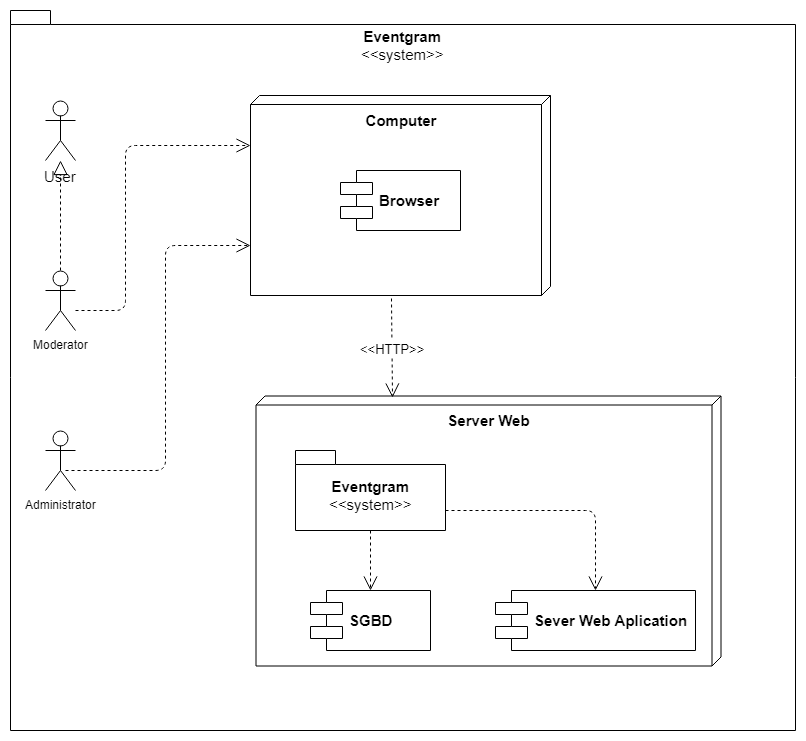 Eventgram
<<system>>
Computer
User
Browser
Moderator
<<HTTP>>
Server Web
Eventgram
<<system>>
Administrator
SGBD
Sever Web Aplication